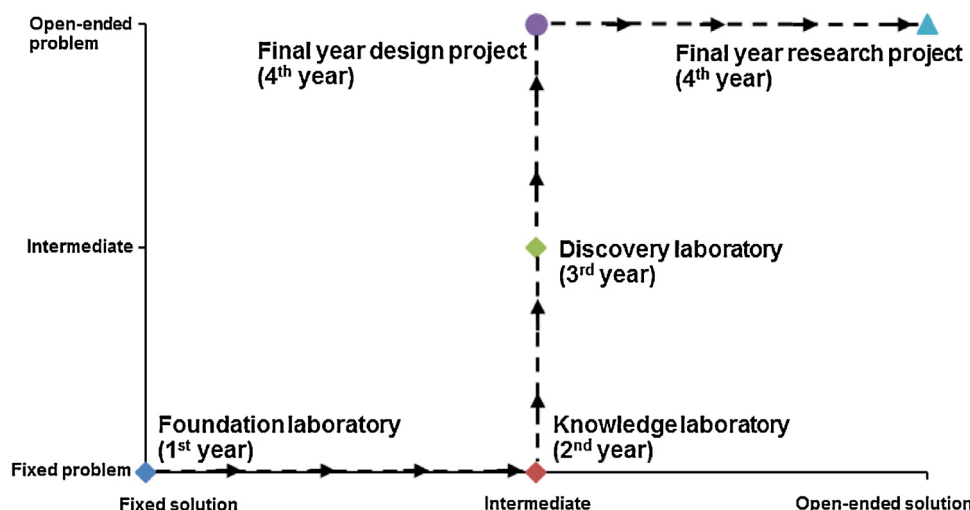 Open-ended
problem
Final year design project
(4th year)
Final year research project
(4th year)
Intermediate
Discovery laboratory
(3rd year)
Foundation laboratory
(1st year)
Knowledge laboratory
(2nd year)
Fixed problem
Fixed solution
Intermediate
Open-ended solution